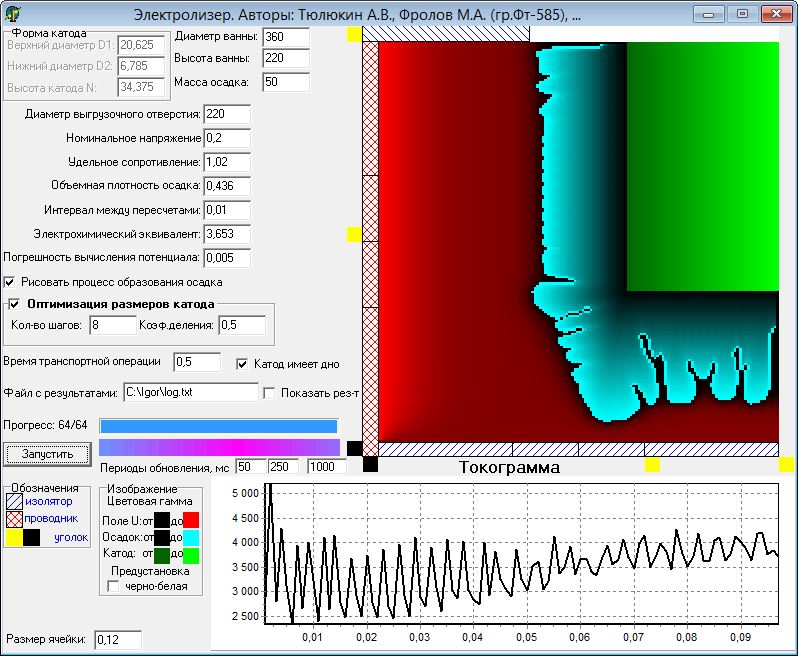 Электролизер. Авторы: Тюлюкин А.В., Фролов М.А. (гр.Фт-585), ...
Форма катода
Верхний диаметр D1: 20,625
Нижний диаметр D2: 6,785
Высота катода N: 34,375
Диаметр ванны: 360
Высота ванны: 220
Масса осадка: 50
Диаметр выгрузочного отверстия: 220
Номинальное напряжение 0,2
Удельное сопротивление: 1,02
Объемная плотность осадка: 0,436
Интервал между пересчетами: 0,01
Электрохимический эквивалент: 3,653
Погрешность вычисления потенциала: 0,005
Рисовать процесс образования осадка
Оптимизация размеров катода
Кол-во шагов: 8 Коэф.деления: 0,5
Время транспортной операции 0,5 Катод имеет дно
Файл с результатами: C:\Igor\log.txt Показать рез-т
Прогресс: 64/64
Запустить
Периоды обновления, мс 50 250 1000
Обозначения
изолятор
проводник
уголок
Изображение
Цветовая гамма
Поле U: от до
Осадок: от до
Катод: от до
Предустановка
черно-белая
Размер ячейки: 0,12
Токограмма
5 000
4 500
4 000
3 500
3 000
2 500
0,01 0,02 0,03 0,04 0,05 0,06 0,07 0,08 0,09